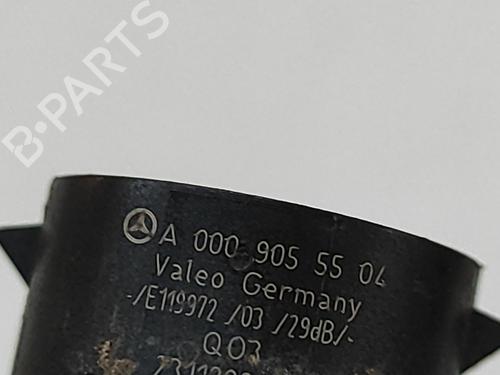 B-PARTS
A 000 905 55 04
Valeo Germany
-/E119972 /03 /29dB/-
Q03